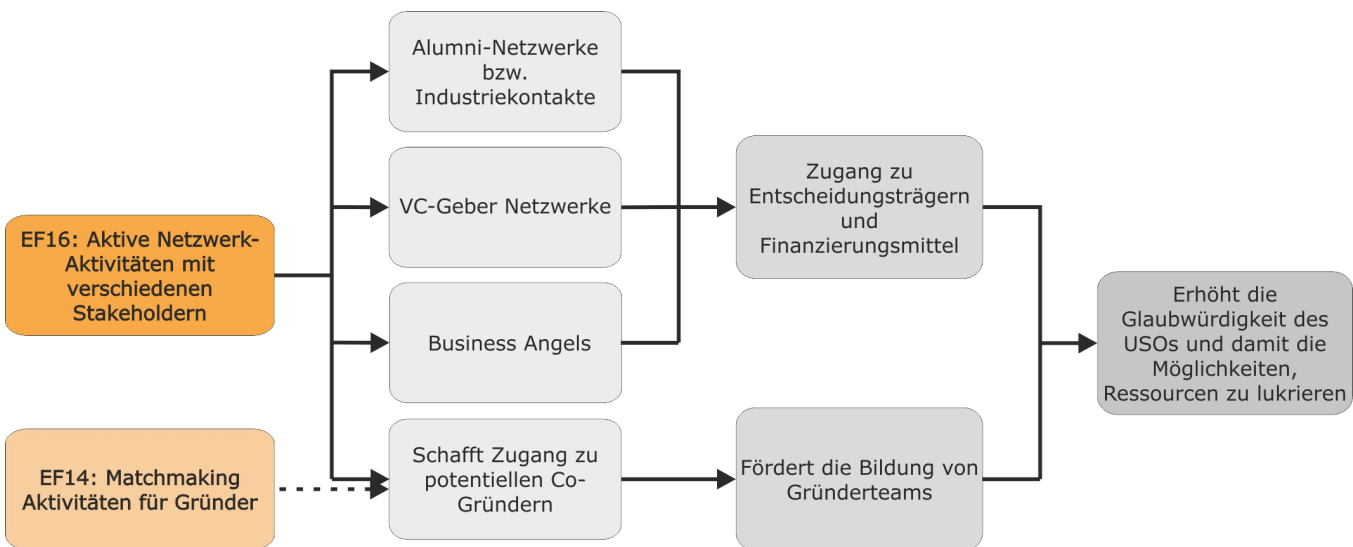 Alumni-Netzwerke
bzw.
Industriekontakte
VC-Geber Netzwerke
Business Angels
Schafft Zugang zu
potentiellen Co-
Gründern
EF16: Aktive Netzwerk-
Aktivitäten mit
verschiedenen
Stakeholdern
EF14: Matchmaking
Aktivitäten für Gründer
Zugang zu
Entscheidungsträgern
und
Finanzierungsmittel
Fördert die Bildung von
Gründerteams
Erhöht die
Glaubwürdigkeit des
USOs und damit die
Möglichkeiten,
Ressourcen zu lukrieren